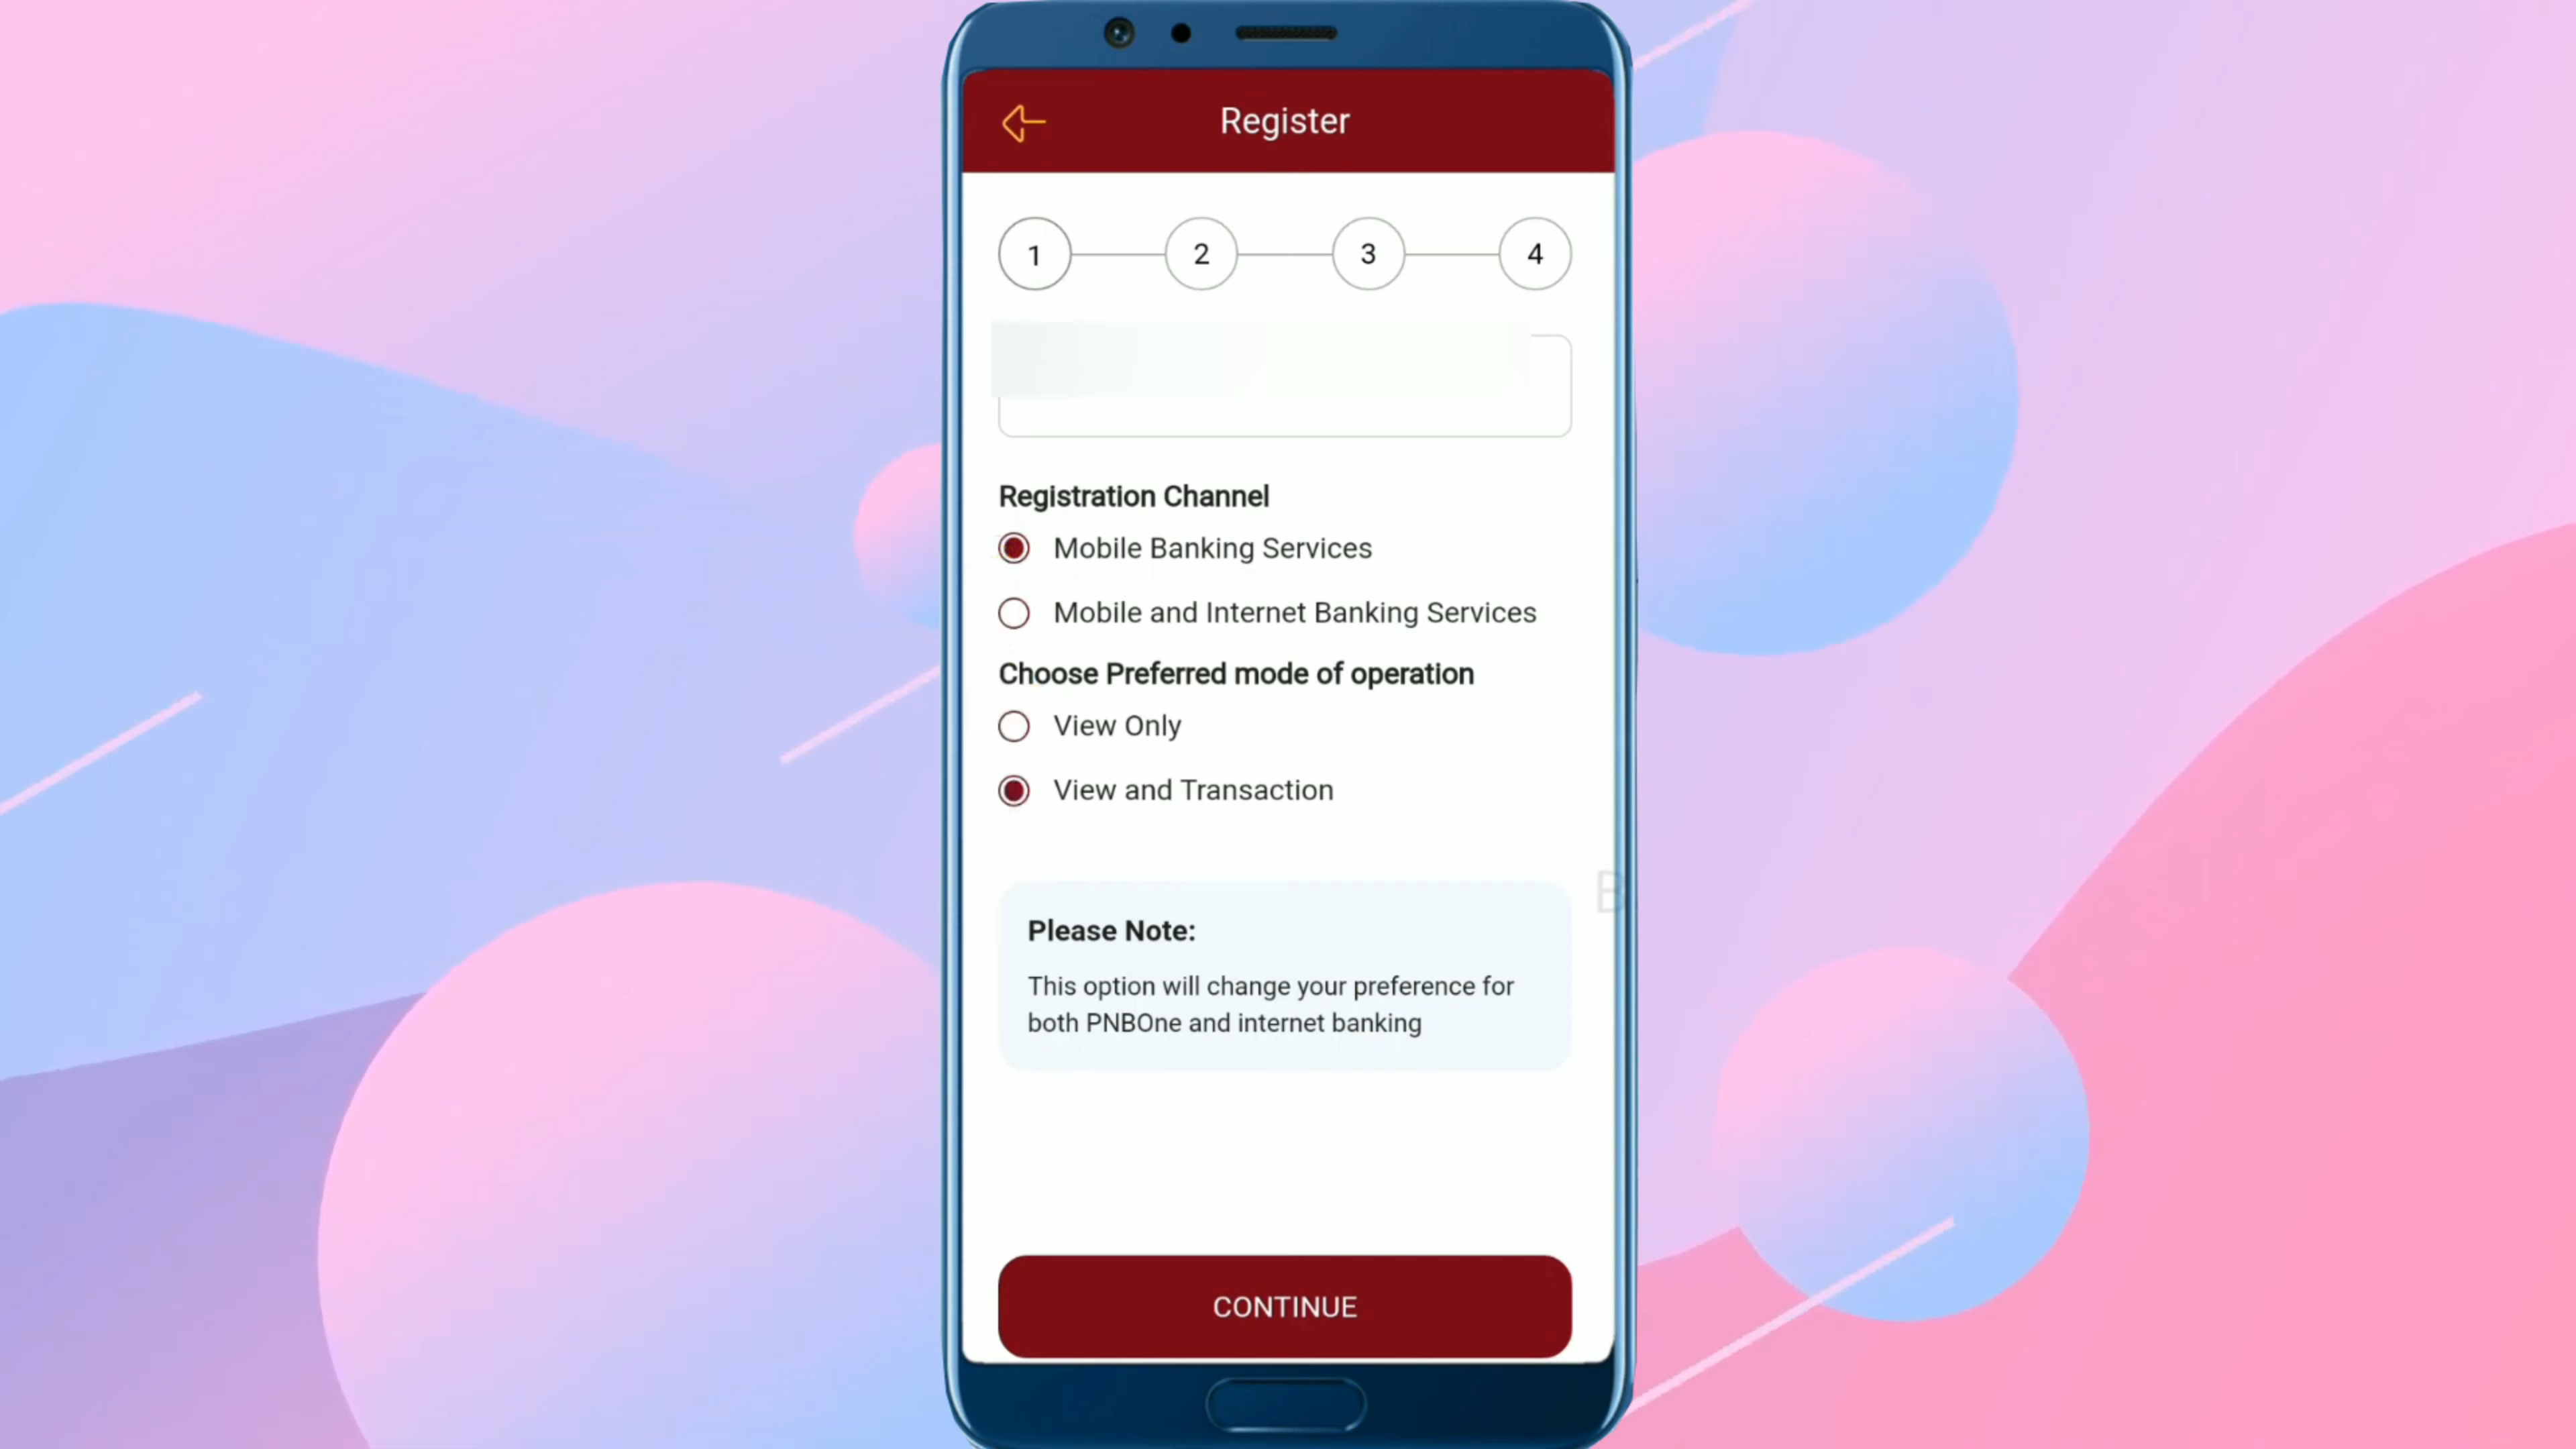 Register
1 2 3 4
Registration Channel
Mobile Banking Services
Mobile and Internet Banking Services
Choose Preferred mode of operation
View Only
View and Transaction
B
Please Note:
This option will change your preference for
both PNBOne and internet banking
CONTINUE